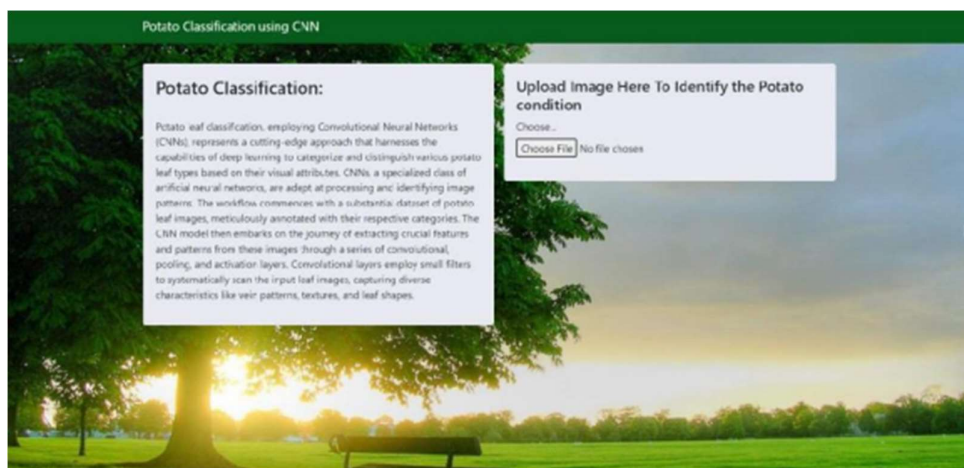 Potato Classification using CNN
Potato Classification:
Potato leaf classification, employing Convolutional Neural Networks
(CNNs), represents a cutting-edge approach that harnesses the
capabilities of deep learning to categorize and distinguish various potato
leaf types based on their visual attributes. CNNs, a specialized class of
artificial neural networks, are adept at processing and identifying image
patterns. The workflow commences with a substantial dataset of potato
leaf images, meticulously annotated with their respective categories. The
CNN model then embarks on the journey of extracting crucial features
and patterns from these images through a series of convolutional,
pooling, and activation layers. Convolutional layers employ small filters
to systematically scan the input leaf images, capturing diverse
characteristics like vein patterns, textures, and leaf shapes.
Upload Image Here To Identify the Potato
condition
Choose...
Choose File No file chosen